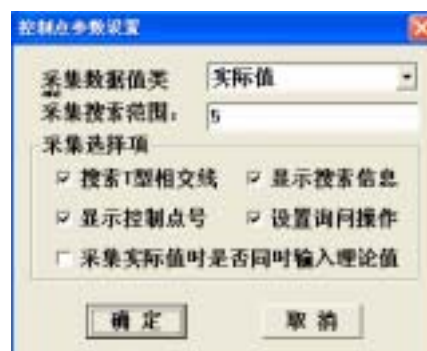 控制点参数设置
采集数据值类 实际值
采集搜索范围： 5
采集选择项
搜索T型相交线 显示搜索信息
显示控制点号 设置询问操作
采集实际值时是否同时输入理论值
确定 取消